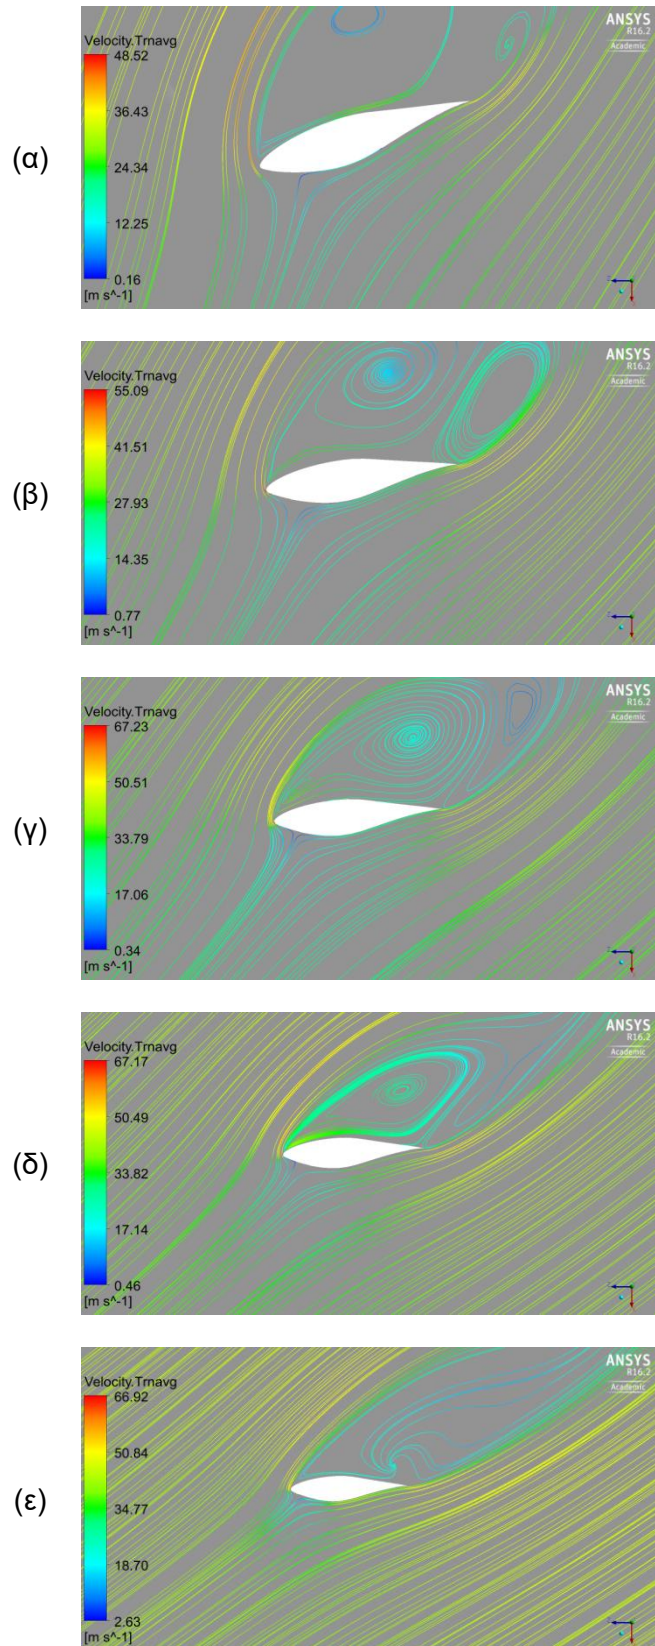 ANSYS
R16.2
Academic
Velocity.Trnavg
48.52
36.43
(α)
24.34
12.25
0.16
[m s^-1]
ANSYS
R16.2
Academic
Velocity.Trnavg
55.09
41.51
(β)
27.93
14.35
0.77
[m s^-1]
ANSYS
R16.2
Academic
Velocity.Trnavg
67.23
50.51
(γ)
33.79
17.06
0.34
[m s^-1]
ANSYS
R16.2
Academic
Velocity.Trnavg
67.17
50.49
(δ)
33.82
17.14
0.46
[m s^-1]
ANSYS
R16.2
Academic
Velocity.Trnavg
66.92
50.84
(ε)
34.77
18.70
2.63
[m s^-1]